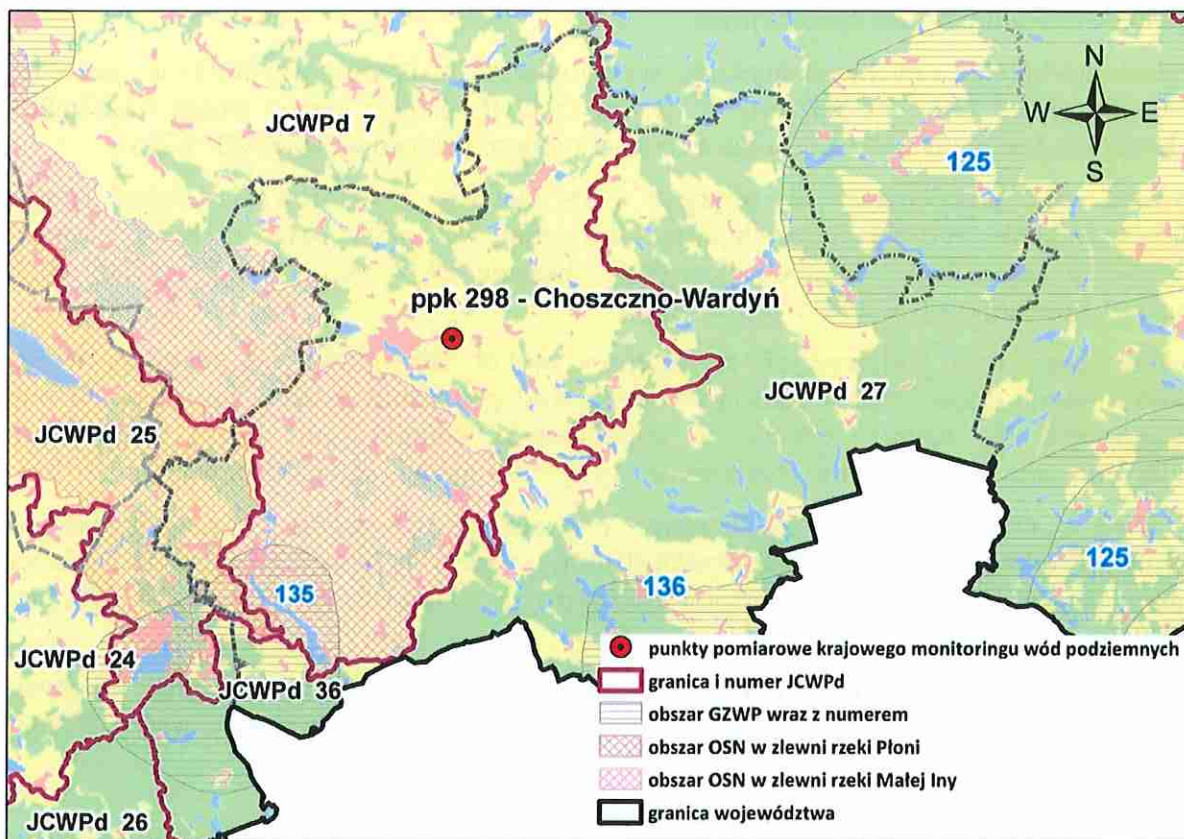 N
W E
S
JCWPd 7
125
ppk 298 - Choszczno-Wardyń
JCWPd 27
JCWPd 25
125
135
136
JCWPd 24
JCWPd 36
JCWPd 26
punkty pomiarowe krajowego monitoringu wód podziemnych
granica i numer JCWPd
obszar GZWP wraz z numerem
obszar OSN w zlewni rzeki Płoni
obszar OSN w zlewni rzeki Małej Iny
granica województwa